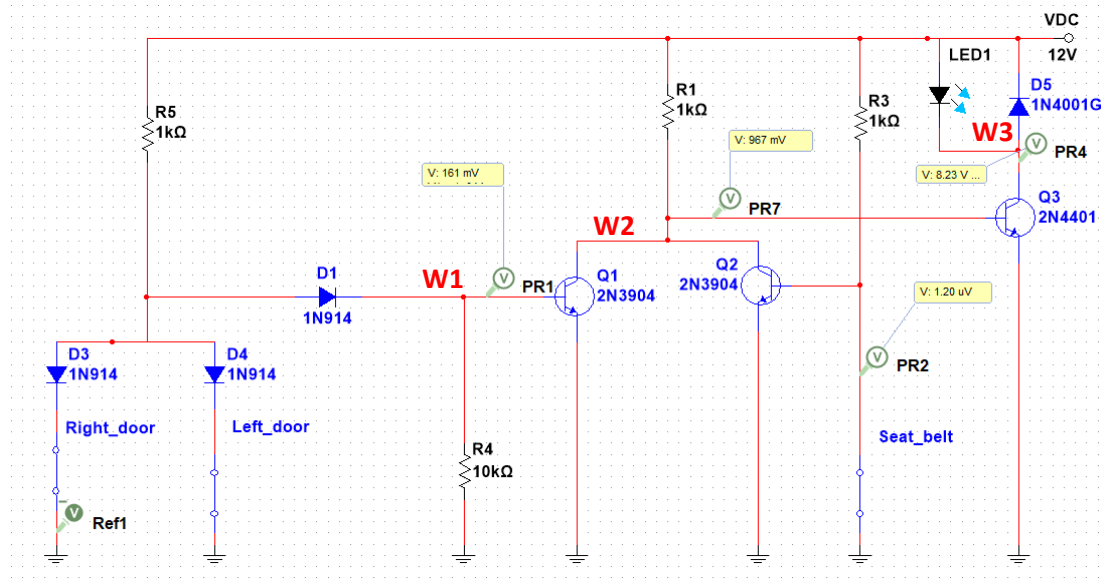 VDC
12V
LED1
D5
1N4001G
R5
1kΩ
R1
1kΩ
R3
1kΩ
W3
V: 967 mV
PR4
V: 161 mV
V: 8.23 V ...
PR7
Q3
2N4401
W2
D1
1N914
W1
PR1
Q1
2N3904
Q2
2N3904
V: 1.20 uV
PR2
D3
1N914
D4
1N914
Right_door
Left_door
Seat_belt
R4
10kΩ
V
Ref1
V
V
V
V